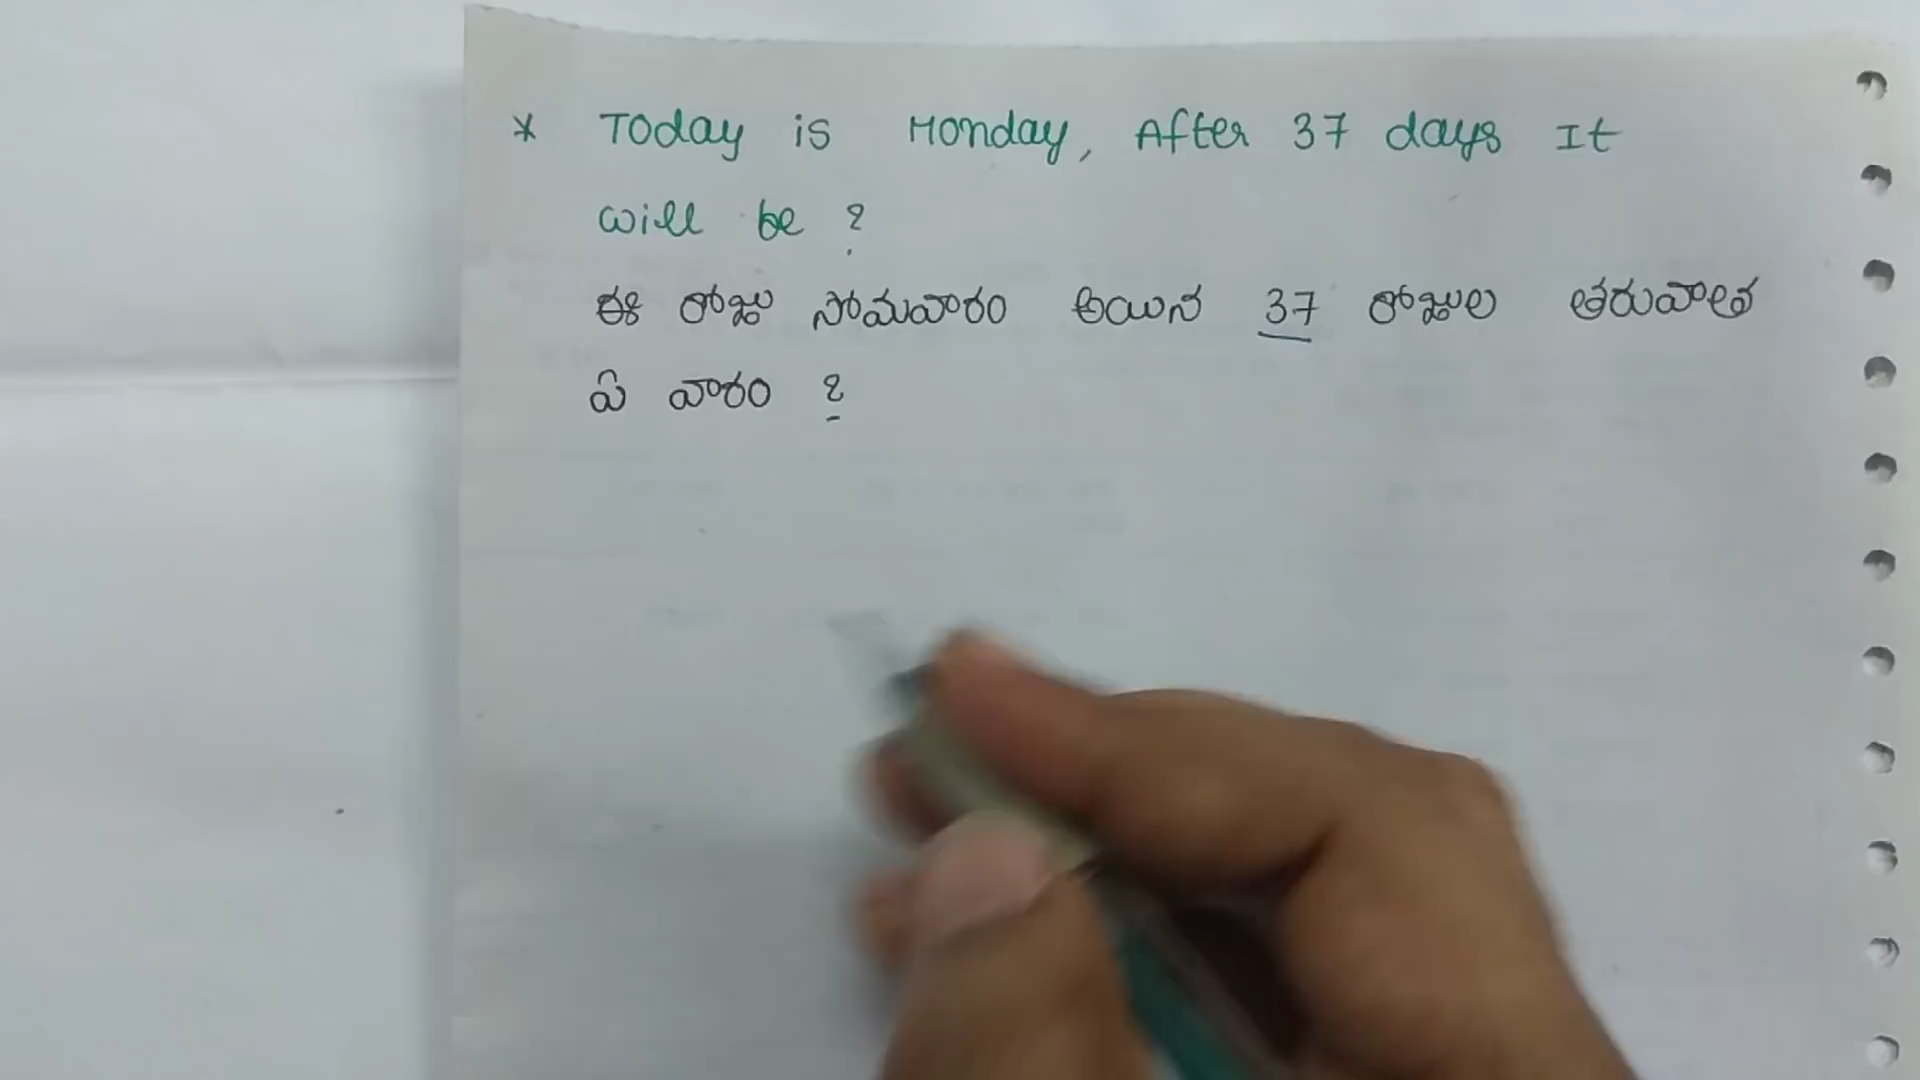 * Today is Monday, After 37 days It
will be ?
ఈ రోజు సోమవారం అయిన 37 రోజుల తరువాత
ఏ వారం ?